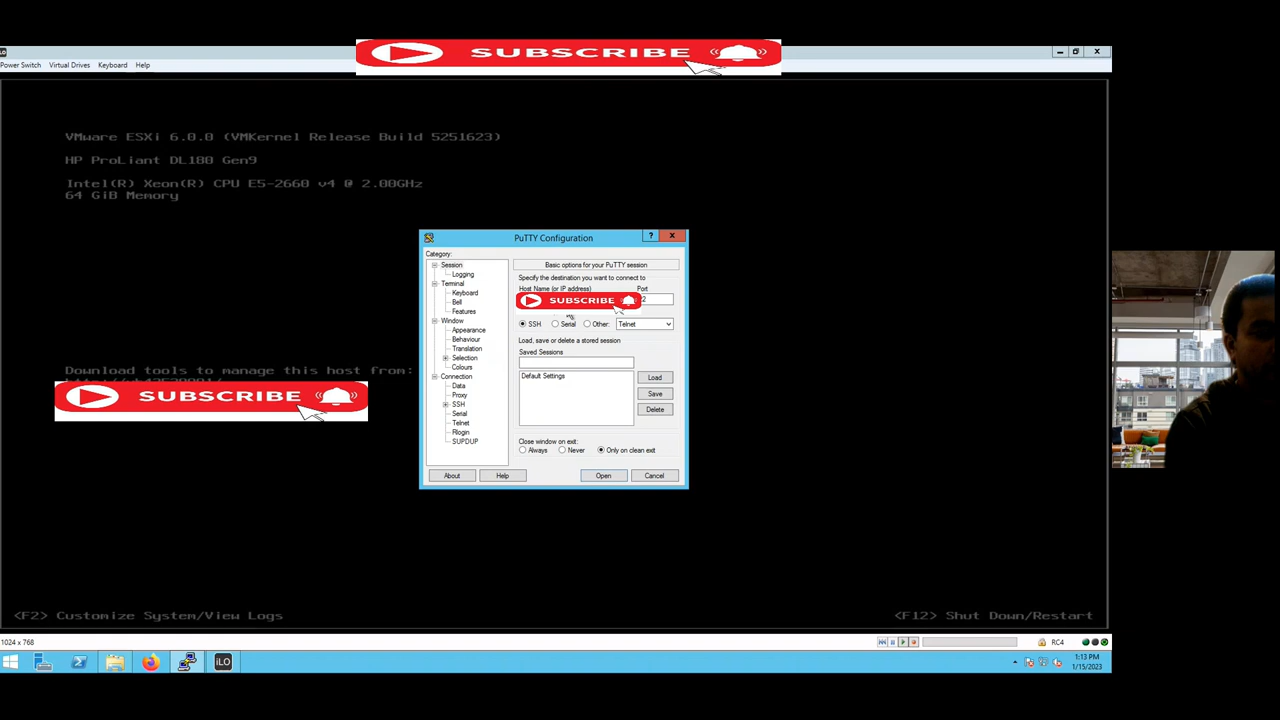 SUBSCRIBE
Power Switch Virtual Drives Keyboard Help
VMware ESXi 6.0.0 (VMKernel Release Build 5251623)
HP ProLiant DL180 Gen9
Intel(R) Xeon(R) CPU E5-2660 v4 @ 2.00GHz
64 GiB Memory
Download tools to manage this host from:
SUBSCRIBE
PuTTY Configuration
?
Category:
Session
Logging
Terminal
Keyboard
Bell
Features
Window
Appearance
Behaviour
Translation
Selection
Colours
Connection
Data
Proxy
SSH
Serial
Telnet
Rlogin
SUPDUP
Basic options for your PuTTY session
Specify the destination you want to connect to
Host Name (or IP address) Port
SUBSCRIBE 2
SSH Serial Other: Telnet
Load, save or delete a stored session
Saved Sessions
Default Settings
Load
Save
Delete
Close window on exit:
Always Never Only on clean exit
About Help Open Cancel
<F2> Customize System/View Logs <F12> Shut Down/Restart
1024 x 768 RC4
iLO
1:13 PM
1/15/2023